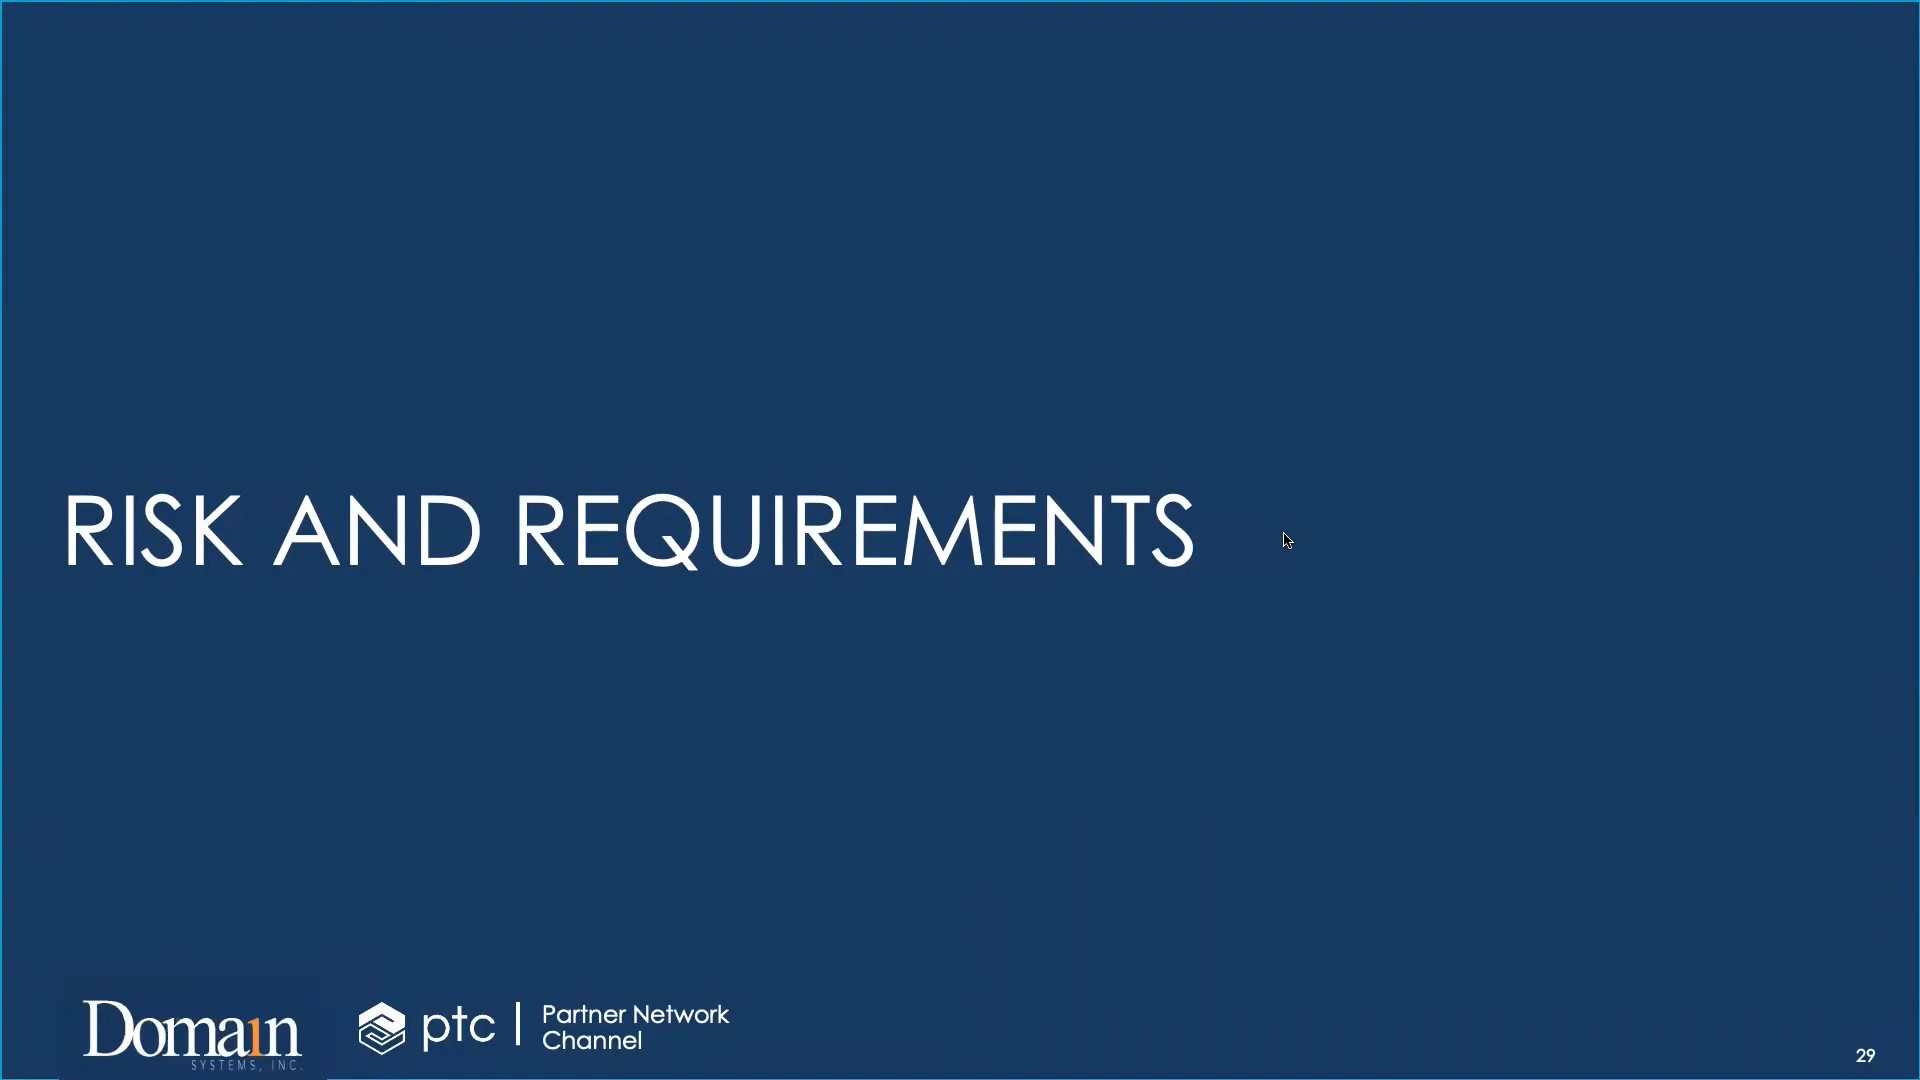 RISK AND REQUIREMENTS
Domain
SYSTEMS, INC.
ptc
Partner Network
Channel
29